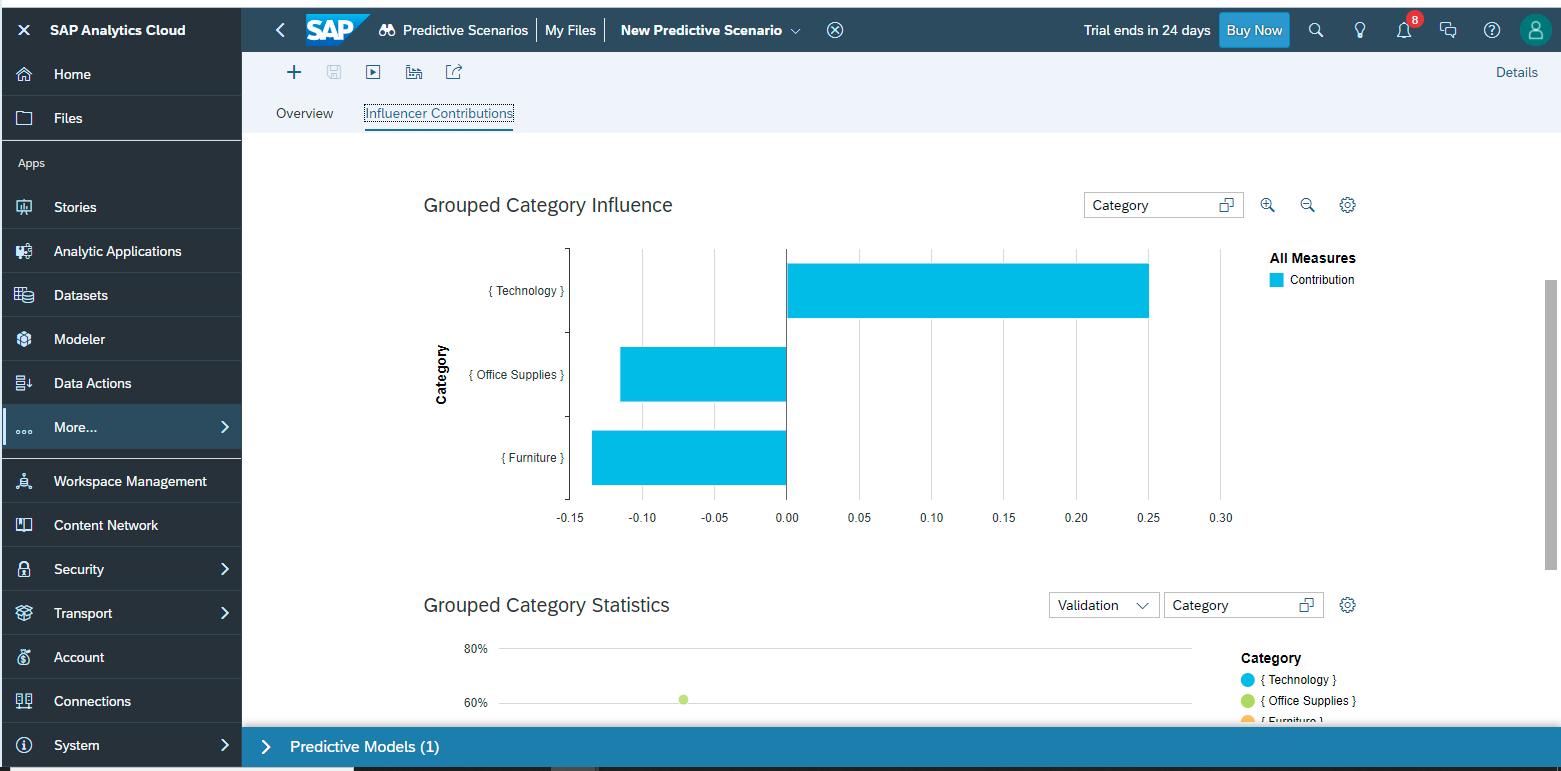 SAP Analytics Cloud
Home
Files
Apps
Stories
Analytic Applications
Datasets
Modeler
Data Actions
More...
Workspace Management
Content Network
Security
Transport
Account
Connections
System
SAP Predictive Scenarios My Files New Predictive Scenario Trial ends in 24 days Buy Now 8
Details
Overview Influencer Contributions
Grouped Category Influence Category
All Measures
Contribution
Category
{ Technology }
{ Office Supplies }
{ Furniture }
-0.15 -0.10 -0.05 0.00 0.05 0.10 0.15 0.20 0.25 0.30
Grouped Category Statistics Validation Category
80%
60%
Category
{ Technology }
{ Office Supplies }
{ Furniture }
Predictive Models (1)